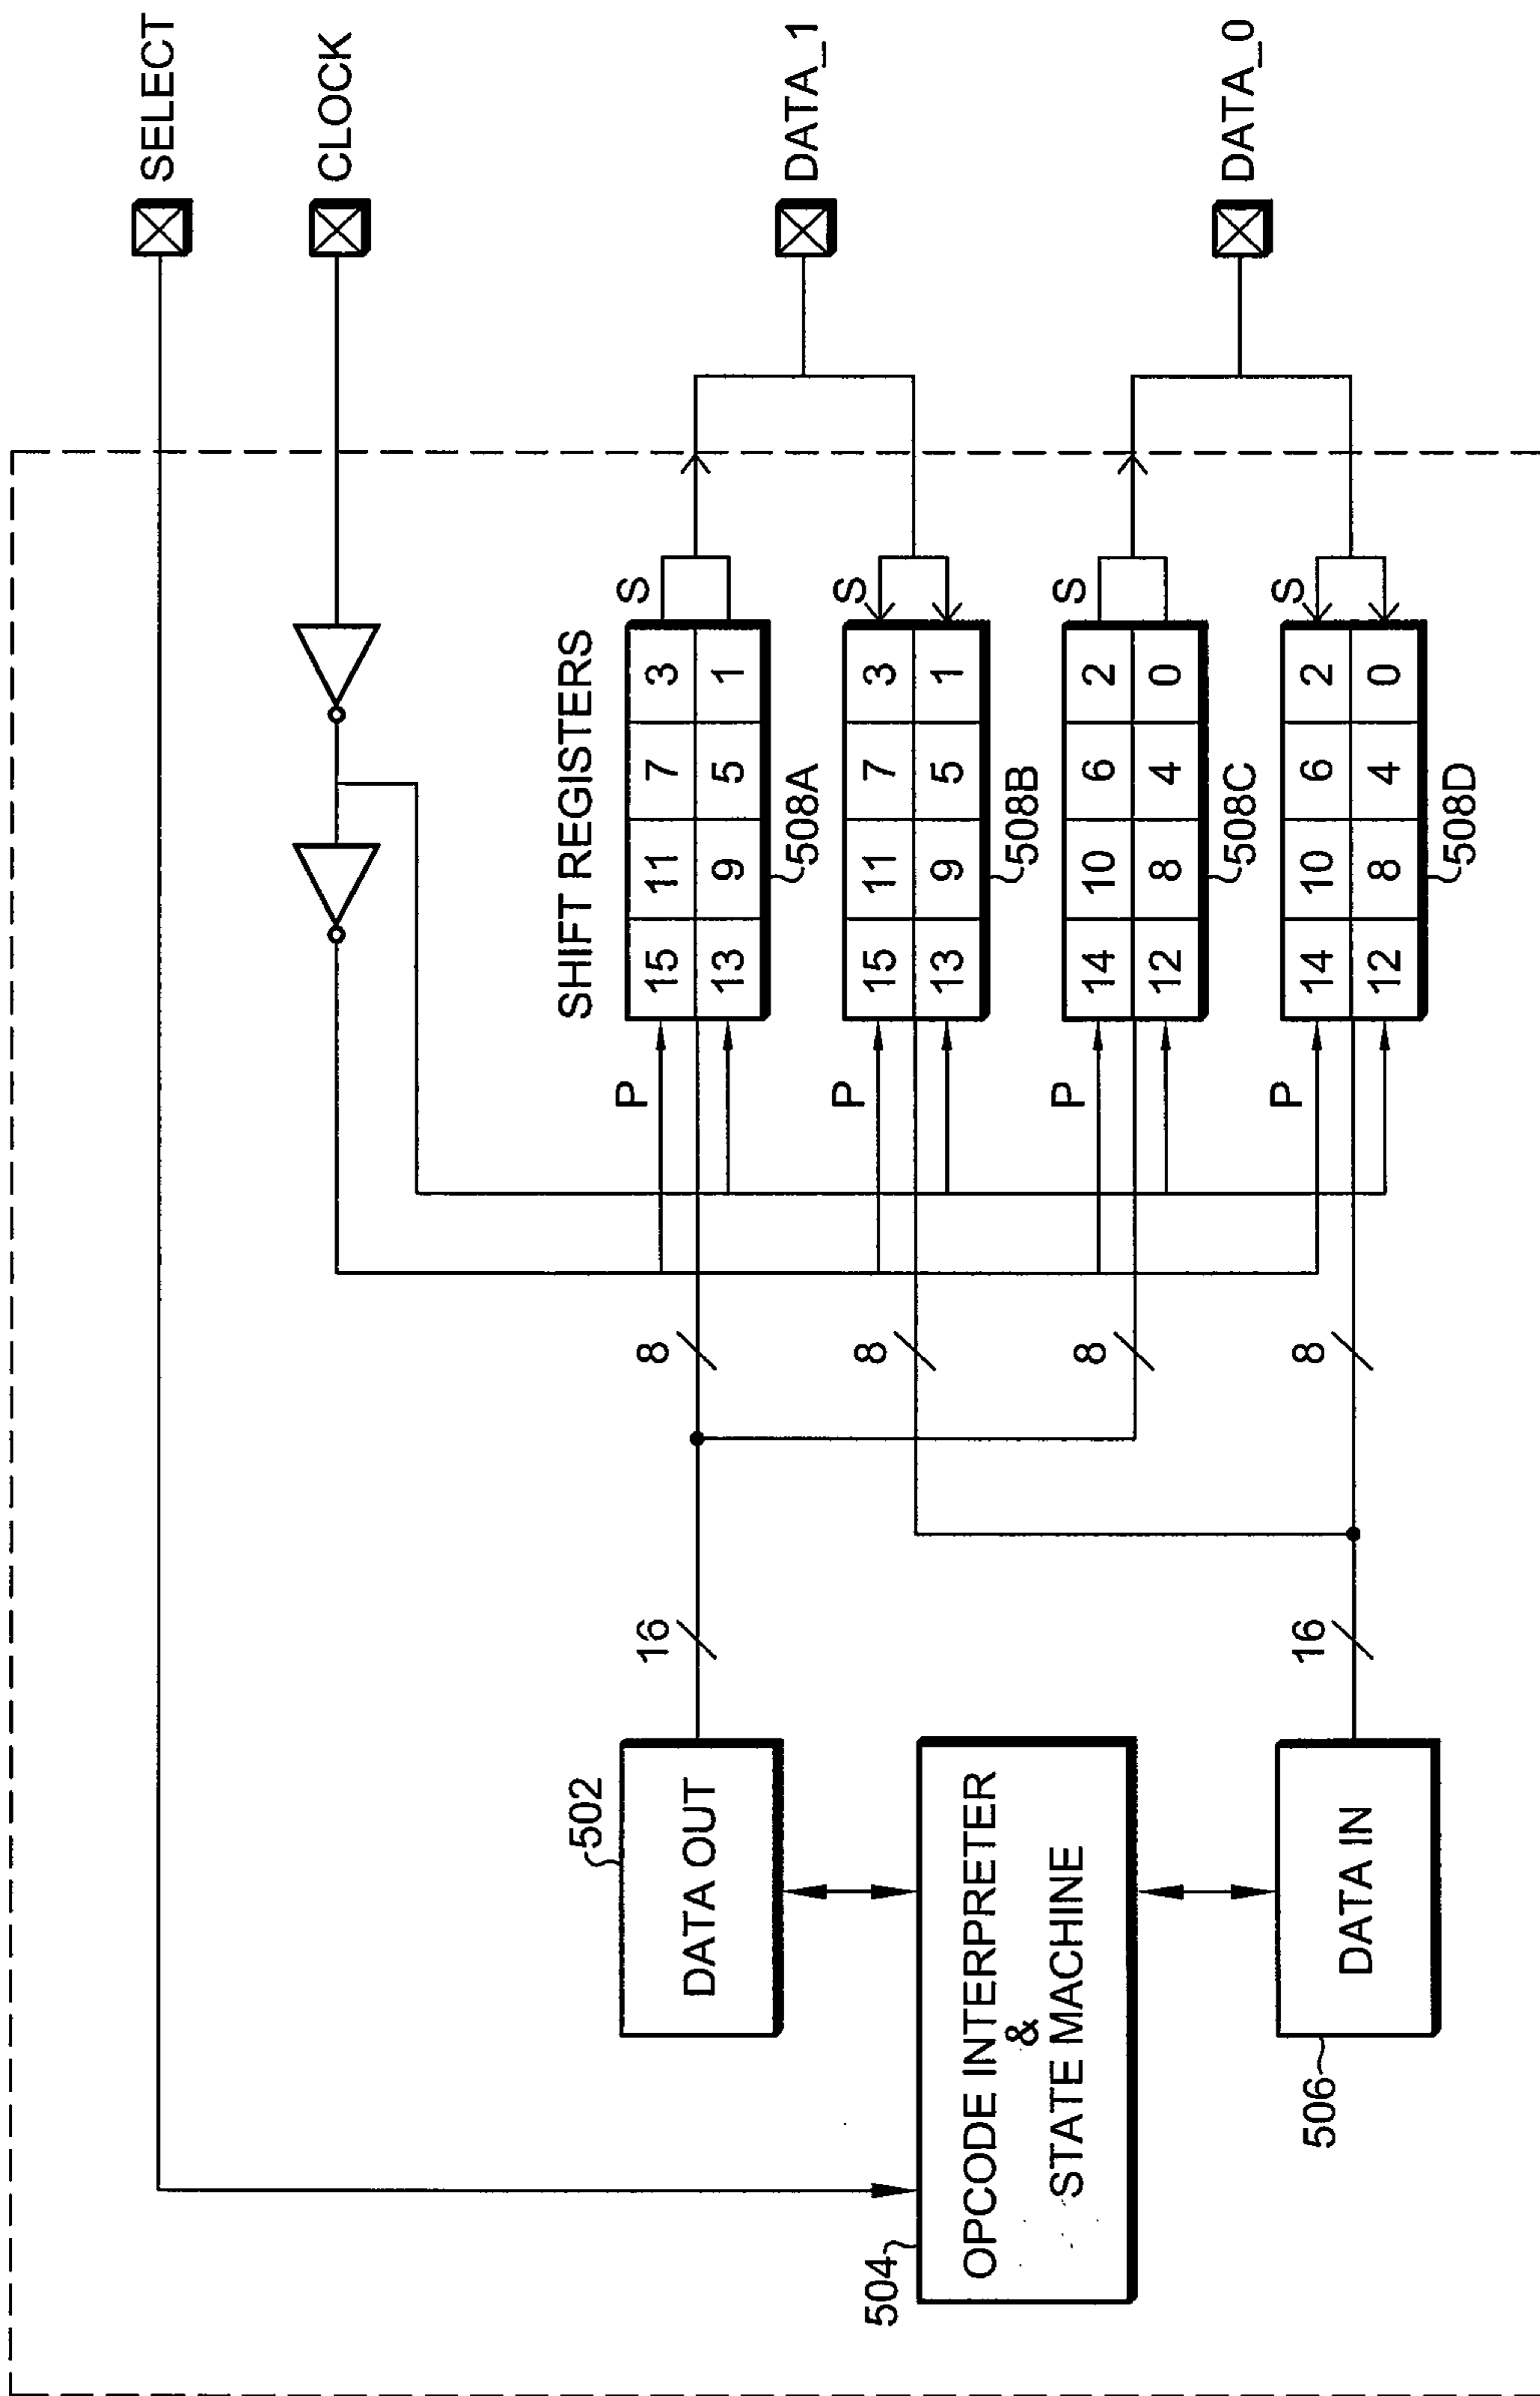 SELECT
CLOCK
DATA_1
DATA_0
SHIFT REGISTERS
P
15 11 7 3
13 9 5 1
S
508A
P
15 11 7 3
13 9 5 1
S
508B
P
14 10 6 2
12 8 4 0
S
508C
P
14 10 6 2
12 8 4 0
S
508D
8
8
8
8
16
16
502
DATA OUT
504
OPCODE INTERPRETER
&
STATE MACHINE
506
DATA IN